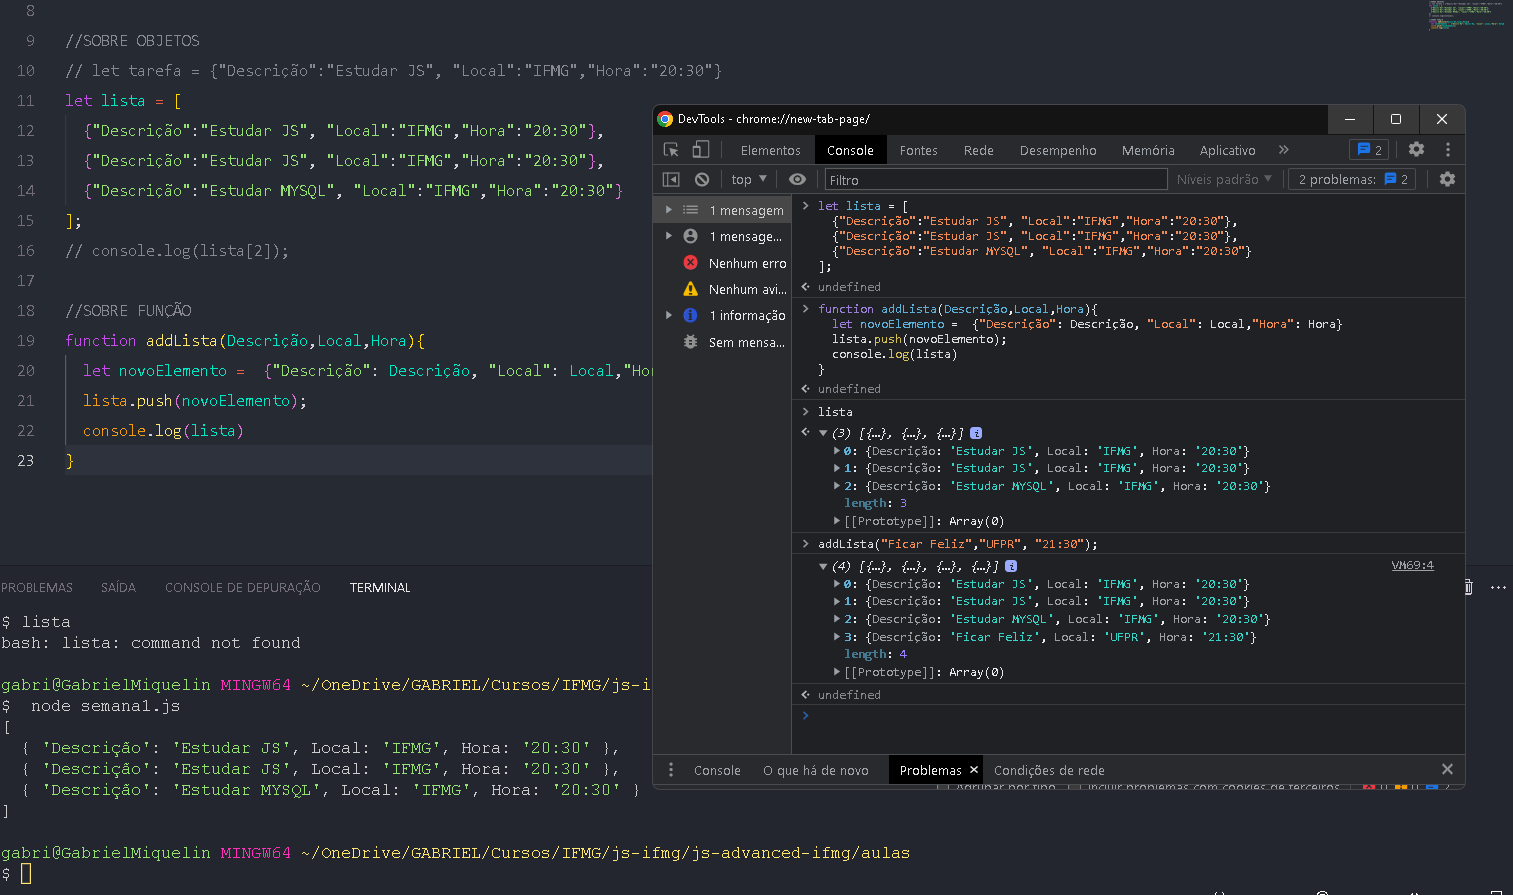 8
9 //SOBRE OBJETOS
10 // let tarefa = {"Descrição":"Estudar JS", "Local":"IFMG","Hora":"20:30"}
11 let lista = [
12 {"Descrição":"Estudar JS", "Local":"IFMG","Hora":"20:30"},
13 {"Descrição":"Estudar JS", "Local":"IFMG","Hora":"20:30"},
14 {"Descrição":"Estudar MYSQL", "Local":"IFMG","Hora":"20:30"}
15 ];
16 // console.log(lista[2]);
17
18 //SOBRE FUNÇÃO
19 function addLista(Descrição,Local,Hora){
20 let novoElemento =  {"Descrição": Descrição, "Local": Local,"Ho
21 lista.push(novoElemento);
22 console.log(lista)
23 }
PROBLEMAS SAÍDA CONSOLE DE DEPURAÇÃO TERMINAL
$ lista
bash: lista: command not found
gabri@GabrielMiquelin MINGW64 ~/OneDrive/GABRIEL/Cursos/IFMG/js-i
$  node semana1.js
[
{ 'Descrição': 'Estudar JS', Local: 'IFMG', Hora: '20:30' },
{ 'Descrição': 'Estudar JS', Local: 'IFMG', Hora: '20:30' },
{ 'Descrição': 'Estudar MYSQL', Local: 'IFMG', Hora: '20:30' }
]
gabri@GabrielMiquelin MINGW64 ~/OneDrive/GABRIEL/Cursos/IFMG/js-ifmg/js-advanced-ifmg/aulas
$
DevTools - chrome://new-tab-page/
Elementos Console Fontes Rede Desempenho Memória Aplicativo » 2
top Filtro Níveis padrão 2 problemas: 2
1 mensagem
1 mensage...
Nenhum erro
Nenhum avi...
1 informação
Sem mensa...
> let lista = [
{"Descrição":"Estudar JS", "Local":"IFMG","Hora":"20:30"},
{"Descrição":"Estudar JS", "Local":"IFMG","Hora":"20:30"},
{"Descrição":"Estudar MYSQL", "Local":"IFMG","Hora":"20:30"}
];
undefined
> function addLista(Descrição,Local,Hora){
let novoElemento =  {"Descrição": Descrição, "Local": Local,"Hora": Hora}
lista.push(novoElemento);
console.log(lista)
}
undefined
> lista
(3) [{…}, {…}, {…}] i
0: {Descrição: 'Estudar JS', Local: 'IFMG', Hora: '20:30'}
1: {Descrição: 'Estudar JS', Local: 'IFMG', Hora: '20:30'}
2: {Descrição: 'Estudar MYSQL', Local: 'IFMG', Hora: '20:30'}
length: 3
[[Prototype]]: Array(0)
> addLista("Ficar Feliz","UFPR", "21:30");
(4) [{…}, {…}, {…}, {…}] i VM69:4
0: {Descrição: 'Estudar JS', Local: 'IFMG', Hora: '20:30'}
1: {Descrição: 'Estudar JS', Local: 'IFMG', Hora: '20:30'}
2: {Descrição: 'Estudar MYSQL', Local: 'IFMG', Hora: '20:30'}
3: {Descrição: 'Ficar Feliz', Local: 'UFPR', Hora: '21:30'}
length: 4
[[Prototype]]: Array(0)
undefined
>
Console O que há de novo Problemas × Condições de rede
Agrupar por tipo Incluir problemas com cookies de terceiros